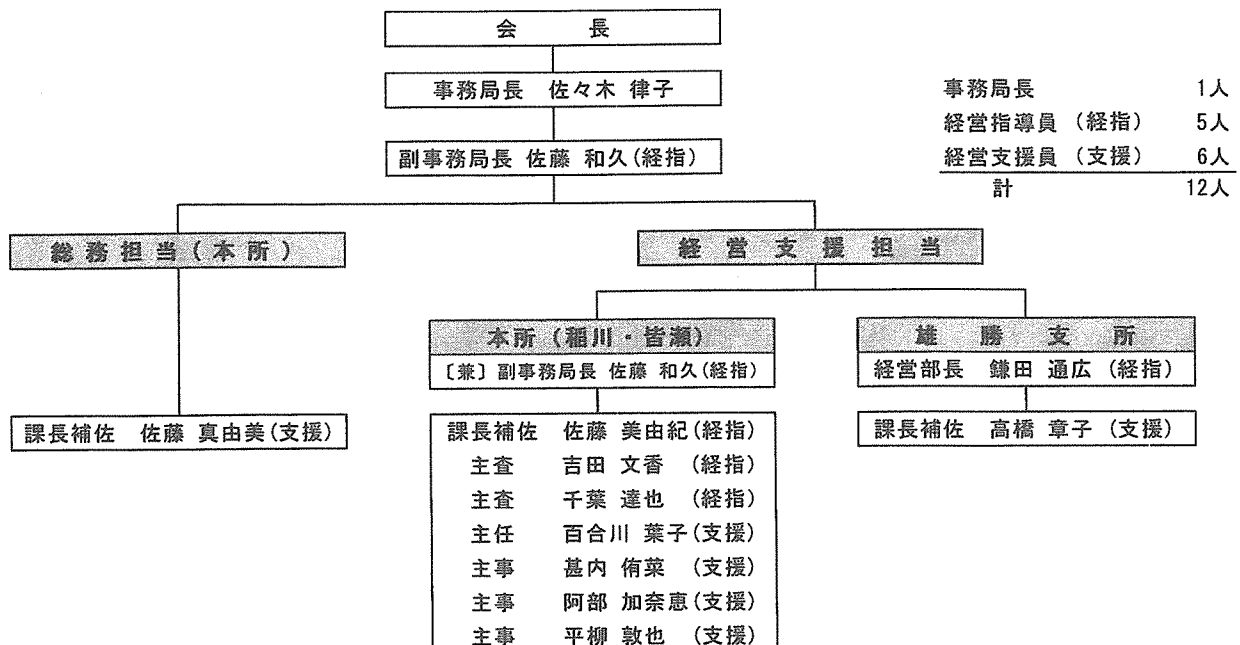 会長
事務局長 佐々木 律子
副事務局長 佐藤 和久(経指)
事務局長 1人
経営指導員 (経指) 5人
経営支援員 (支援) 6人
計 12人
総務担当(本所)
経営支援担当
本所 (稲川・皆瀬)
〔兼〕副事務局長 佐藤 和久(経指)
雄勝支所
経営部長 鎌田 通広 (経指)
課長補佐 佐藤 真由美(支援)
課長補佐 佐藤 美由紀(経指)
主査 吉田 文香 (経指)
主査 千葉 達也 (経指)
主任 百合川 葉子(支援)
主事 甚内 侑菜 (支援)
主事 阿部 加奈恵(支援)
主事 平柳 敦也 (支援)
課長補佐 高橋 章子 (支援)